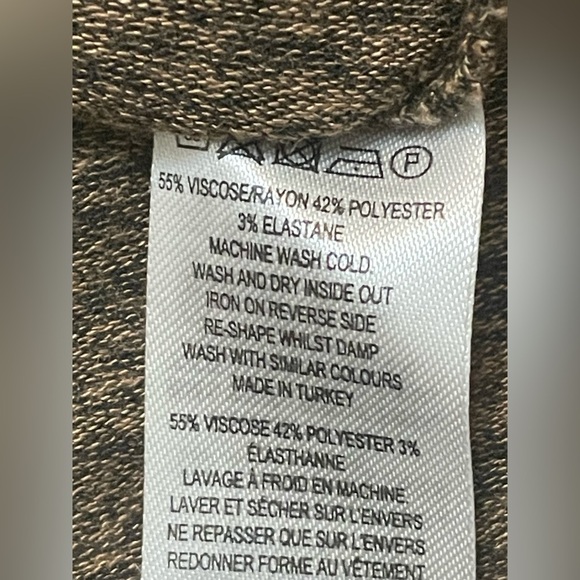 P
55% VISCOSE/RAYON 42% POLYESTER
3% ELASTANE
MACHINE WASH COLD.
WASH AND DRY INSIDE OUT
IRON ON REVERSE SIDE
RE-SHAPE WHILST DAMP
WASH WITH SIMILAR COLOURS
MADE IN TURKEY
55% VISCOSE 42% POLYESTER 3%
ÉLASTHANNE
LAVAGE À FROID EN MACHINE.
LAVER ET SÉCHER SUR L'ENVERS
NE REPASSER QUE SUR L'ENVERS
REDONNER FORME AU VÊTEMENT